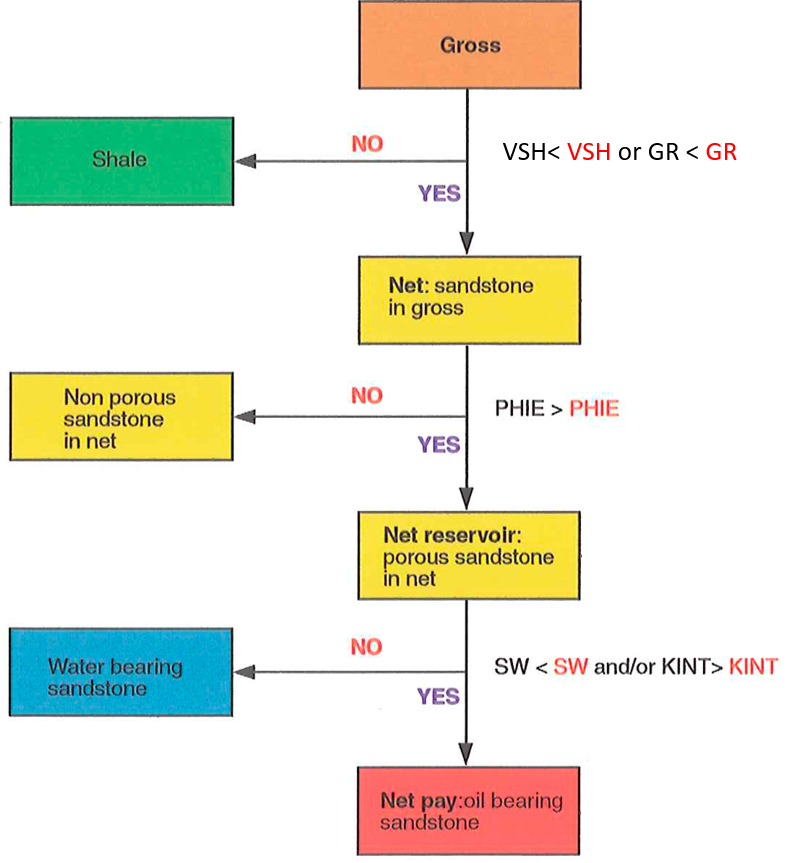 Gross
NO
VSH< VSH or GR < GR
Shale
YES
Net: sandstone
in gross
Non porous
sandstone
in net
NO
PHIE > PHIE
YES
Net reservoir:
porous sandstone
in net
NO
Water bearing
sandstone
SW < SW and/or KINT> KINT
YES
Net pay:oil bearing
sandstone